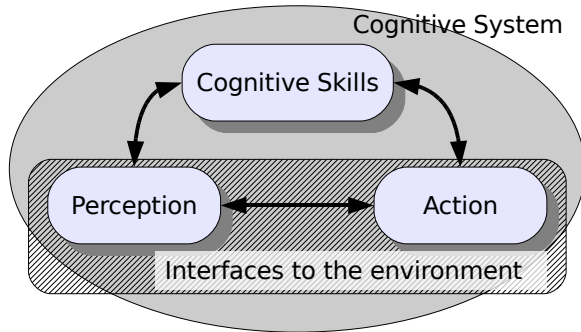 Cognitive System
Cognitive Skills
Perception
Action
Interfaces to the environment